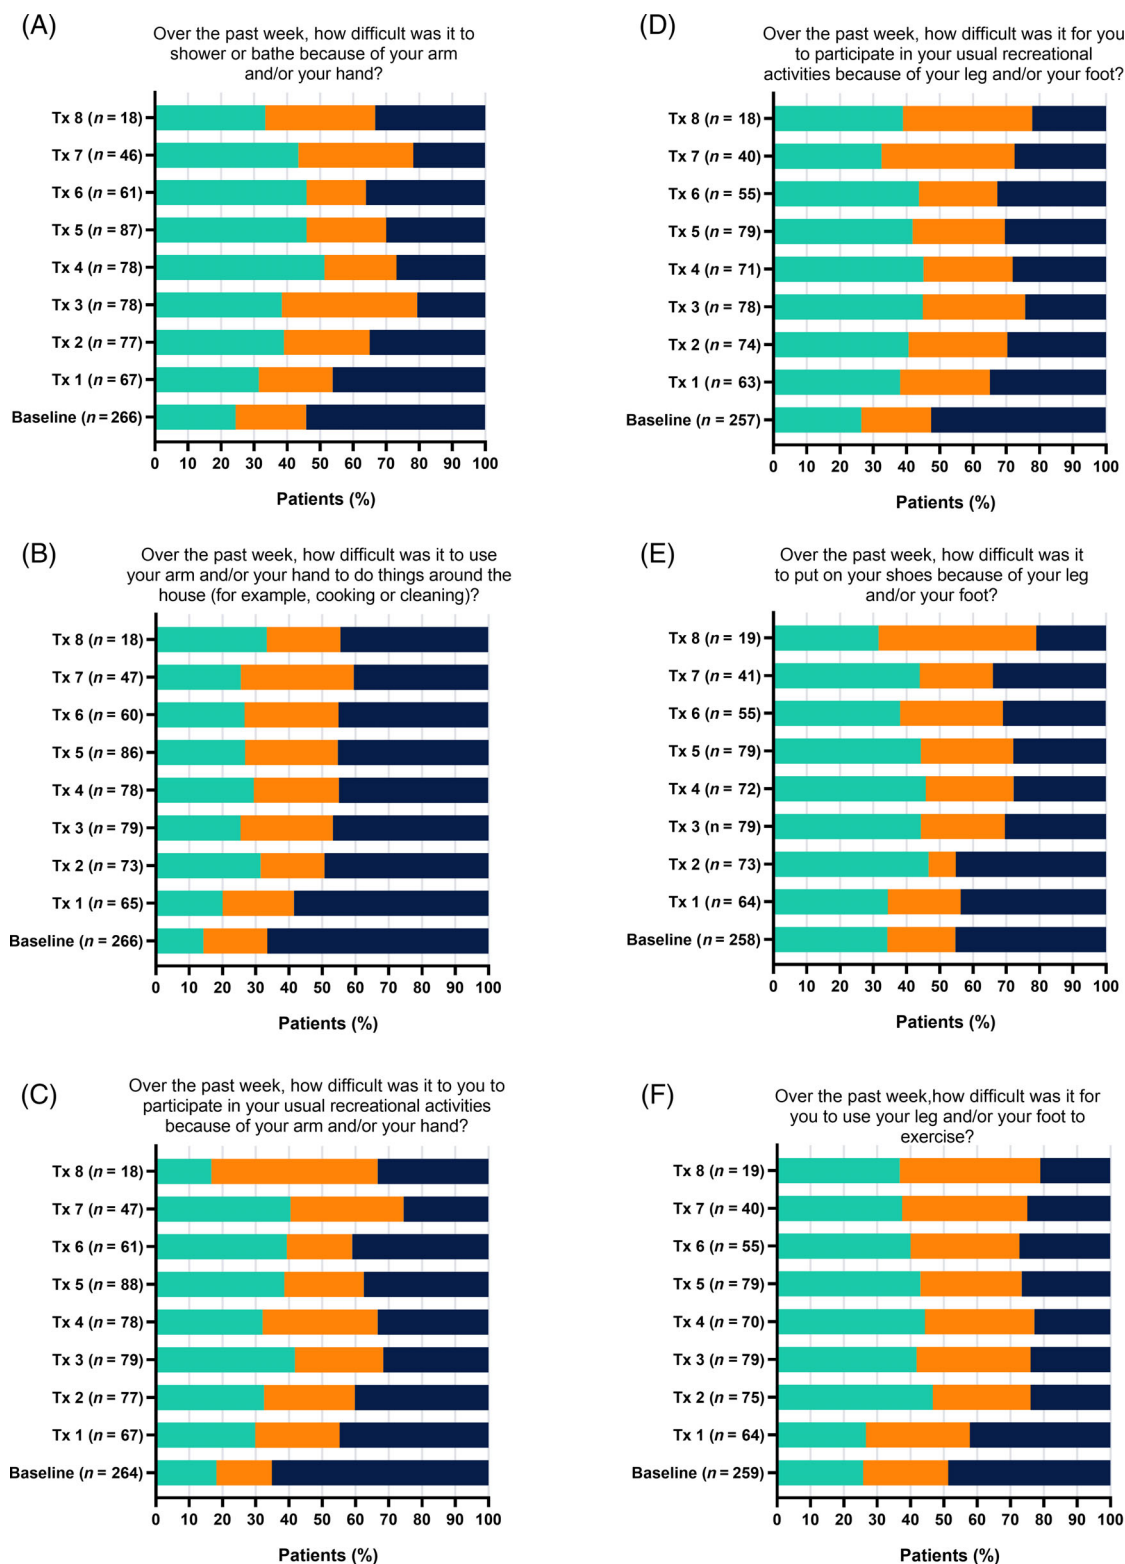 (A)
Over the past week, how difficult was it to
shower or bathe because of your arm
and/or your hand?
Tx 8 (n = 18)
Tx 7 (n = 46)
Tx 6 (n = 61)
Tx 5 (n = 87)
Tx 4 (n = 78)
Tx 3 (n = 78)
Tx 2 (n = 77)
Tx 1 (n = 67)
Baseline (n = 266)
0 10 20 30 40 50 60 70 80 90 100
Patients (%)
(B)
Over the past week, how difficult was it to use
your arm and/or your hand to do things around the
house (for example, cooking or cleaning)?
Tx 8 (n = 18)
Tx 7 (n = 47)
Tx 6 (n = 60)
Tx 5 (n = 86)
Tx 4 (n = 78)
Tx 3 (n = 79)
Tx 2 (n = 73)
Tx 1 (n = 65)
Baseline (n = 266)
0 10 20 30 40 50 60 70 80 90 100
Patients (%)
(C)
Over the past week, how difficult was it to you to
participate in your usual recreational activities
because of your arm and/or your hand?
Tx 8 (n = 18)
Tx 7 (n = 47)
Tx 6 (n = 61)
Tx 5 (n = 88)
Tx 4 (n = 78)
Tx 3 (n = 79)
Tx 2 (n = 77)
Tx 1 (n = 67)
Baseline (n = 264)
0 10 20 30 40 50 60 70 80 90 100
Patients (%)
(D)
Over the past week, how difficult was it for you
to participate in your usual recreational
activities because of your leg and/or your foot?
Tx 8 (n = 18)
Tx 7 (n = 40)
Tx 6 (n = 55)
Tx 5 (n = 79)
Tx 4 (n = 71)
Tx 3 (n = 78)
Tx 2 (n = 74)
Tx 1 (n = 63)
Baseline (n = 257)
0 10 20 30 40 50 60 70 80 90 100
Patients (%)
(E)
Over the past week, how difficult was it
to put on your shoes because of your leg
and/or your foot?
Tx 8 (n = 19)
Tx 7 (n = 41)
Tx 6 (n = 55)
Tx 5 (n = 79)
Tx 4 (n = 72)
Tx 3 (n = 79)
Tx 2 (n = 73)
Tx 1 (n = 64)
Baseline (n = 258)
0 10 20 30 40 50 60 70 80 90 100
Patients (%)
(F)
Over the past week,how difficult was it for
you to use your leg and/or your foot to
exercise?
Tx 8 (n = 19)
Tx 7 (n = 40)
Tx 6 (n = 55)
Tx 5 (n = 79)
Tx 4 (n = 70)
Tx 3 (n = 79)
Tx 2 (n = 75)
Tx 1 (n = 64)
Baseline (n = 259)
0 10 20 30 40 50 60 70 80 90 100
Patients (%)